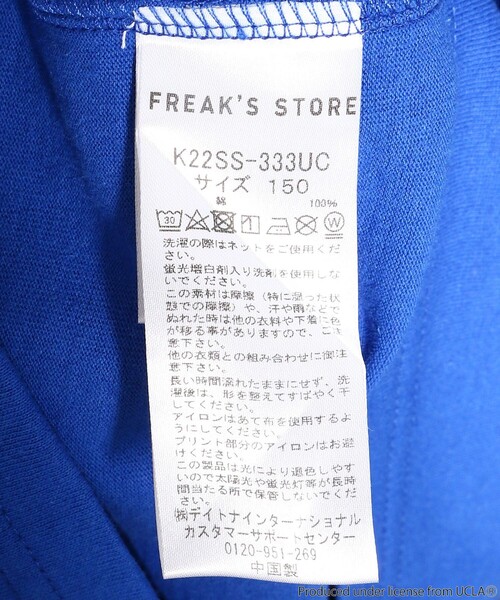 FREAK'S STORE
K22SS-333UC
サイズ 150
綿 100%
30
洗濯の際はネットをご使用くださ
い。
蛍光増白剤入り洗剤を使用しな
いでください。
この素材は摩擦（特に湿った状
態での摩擦）や、汗や雨などで
ぬれた時は他の衣料や下着に色
が移る事がありますので、ご注
意下さい。
他の衣類との組み合わせに御注
意下さい。
長い時間濡れたままにせず、洗
濯後は、形を整えてすばやく干
してください。
アイロンはあて布を使用するよ
うにしてください。
プリント部分のアイロンはお避
けください。
この製品は光により退色しやす
いので太陽光や蛍光灯等が長時
間当たる所で保管しないでくだ
さい。
㈱デイトナインターナショナル
カスタマーサポートセンター
0120-951-269
中国製
Produced under license from UCLA®